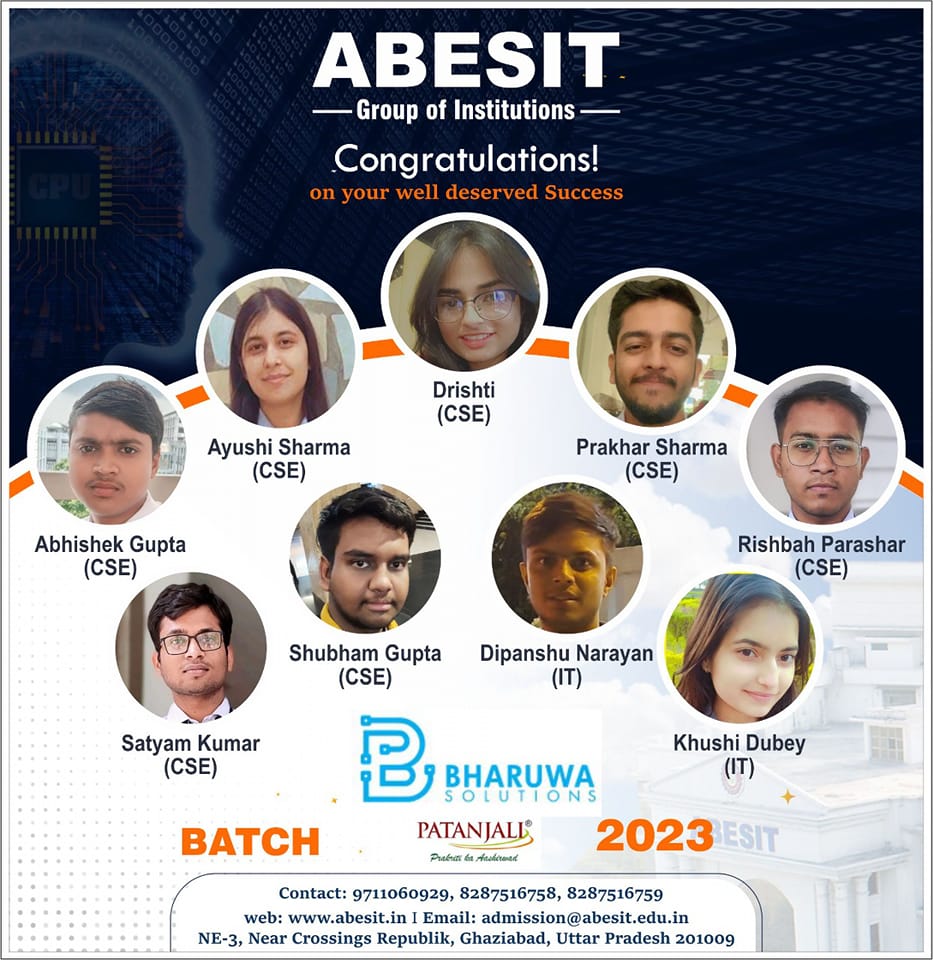 CPU
ABESIT
Group of Institutions
Congratulations!
on your well deserved Success
Drishti
(CSE)
Ayushi Sharma
(CSE)
Prakhar Sharma
(CSE)
Abhishek Gupta
(CSE)
Rishbah Parashar
(CSE)
Shubham Gupta
(CSE)
Dipanshu Narayan
(IT)
Satyam Kumar
(CSE)
Khushi Dubey
(IT)
BHARUWA
SOLUTIONS
PATANJALI®
Prakriti ka Aashirwad
BATCH
2023
ABESIT
Contact: 9711060929, 8287516758, 8287516759
web: www.abesit.in I Email: admission@abesit.edu.in
NE-3, Near Crossings Republik, Ghaziabad, Uttar Pradesh 201009